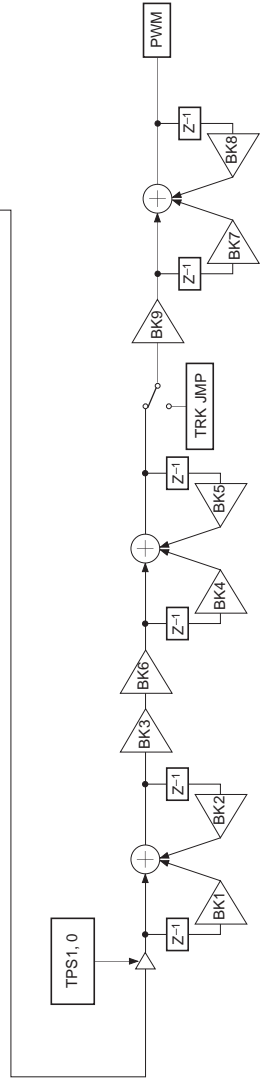 TPS1, 0
Z⁻¹
BK1
BK2
Z⁻¹
BK3
BK6
Z⁻¹
BK4
BK5
Z⁻¹
TRK JMP
BK9
Z⁻¹
BK7
BK8
Z⁻¹
PWM